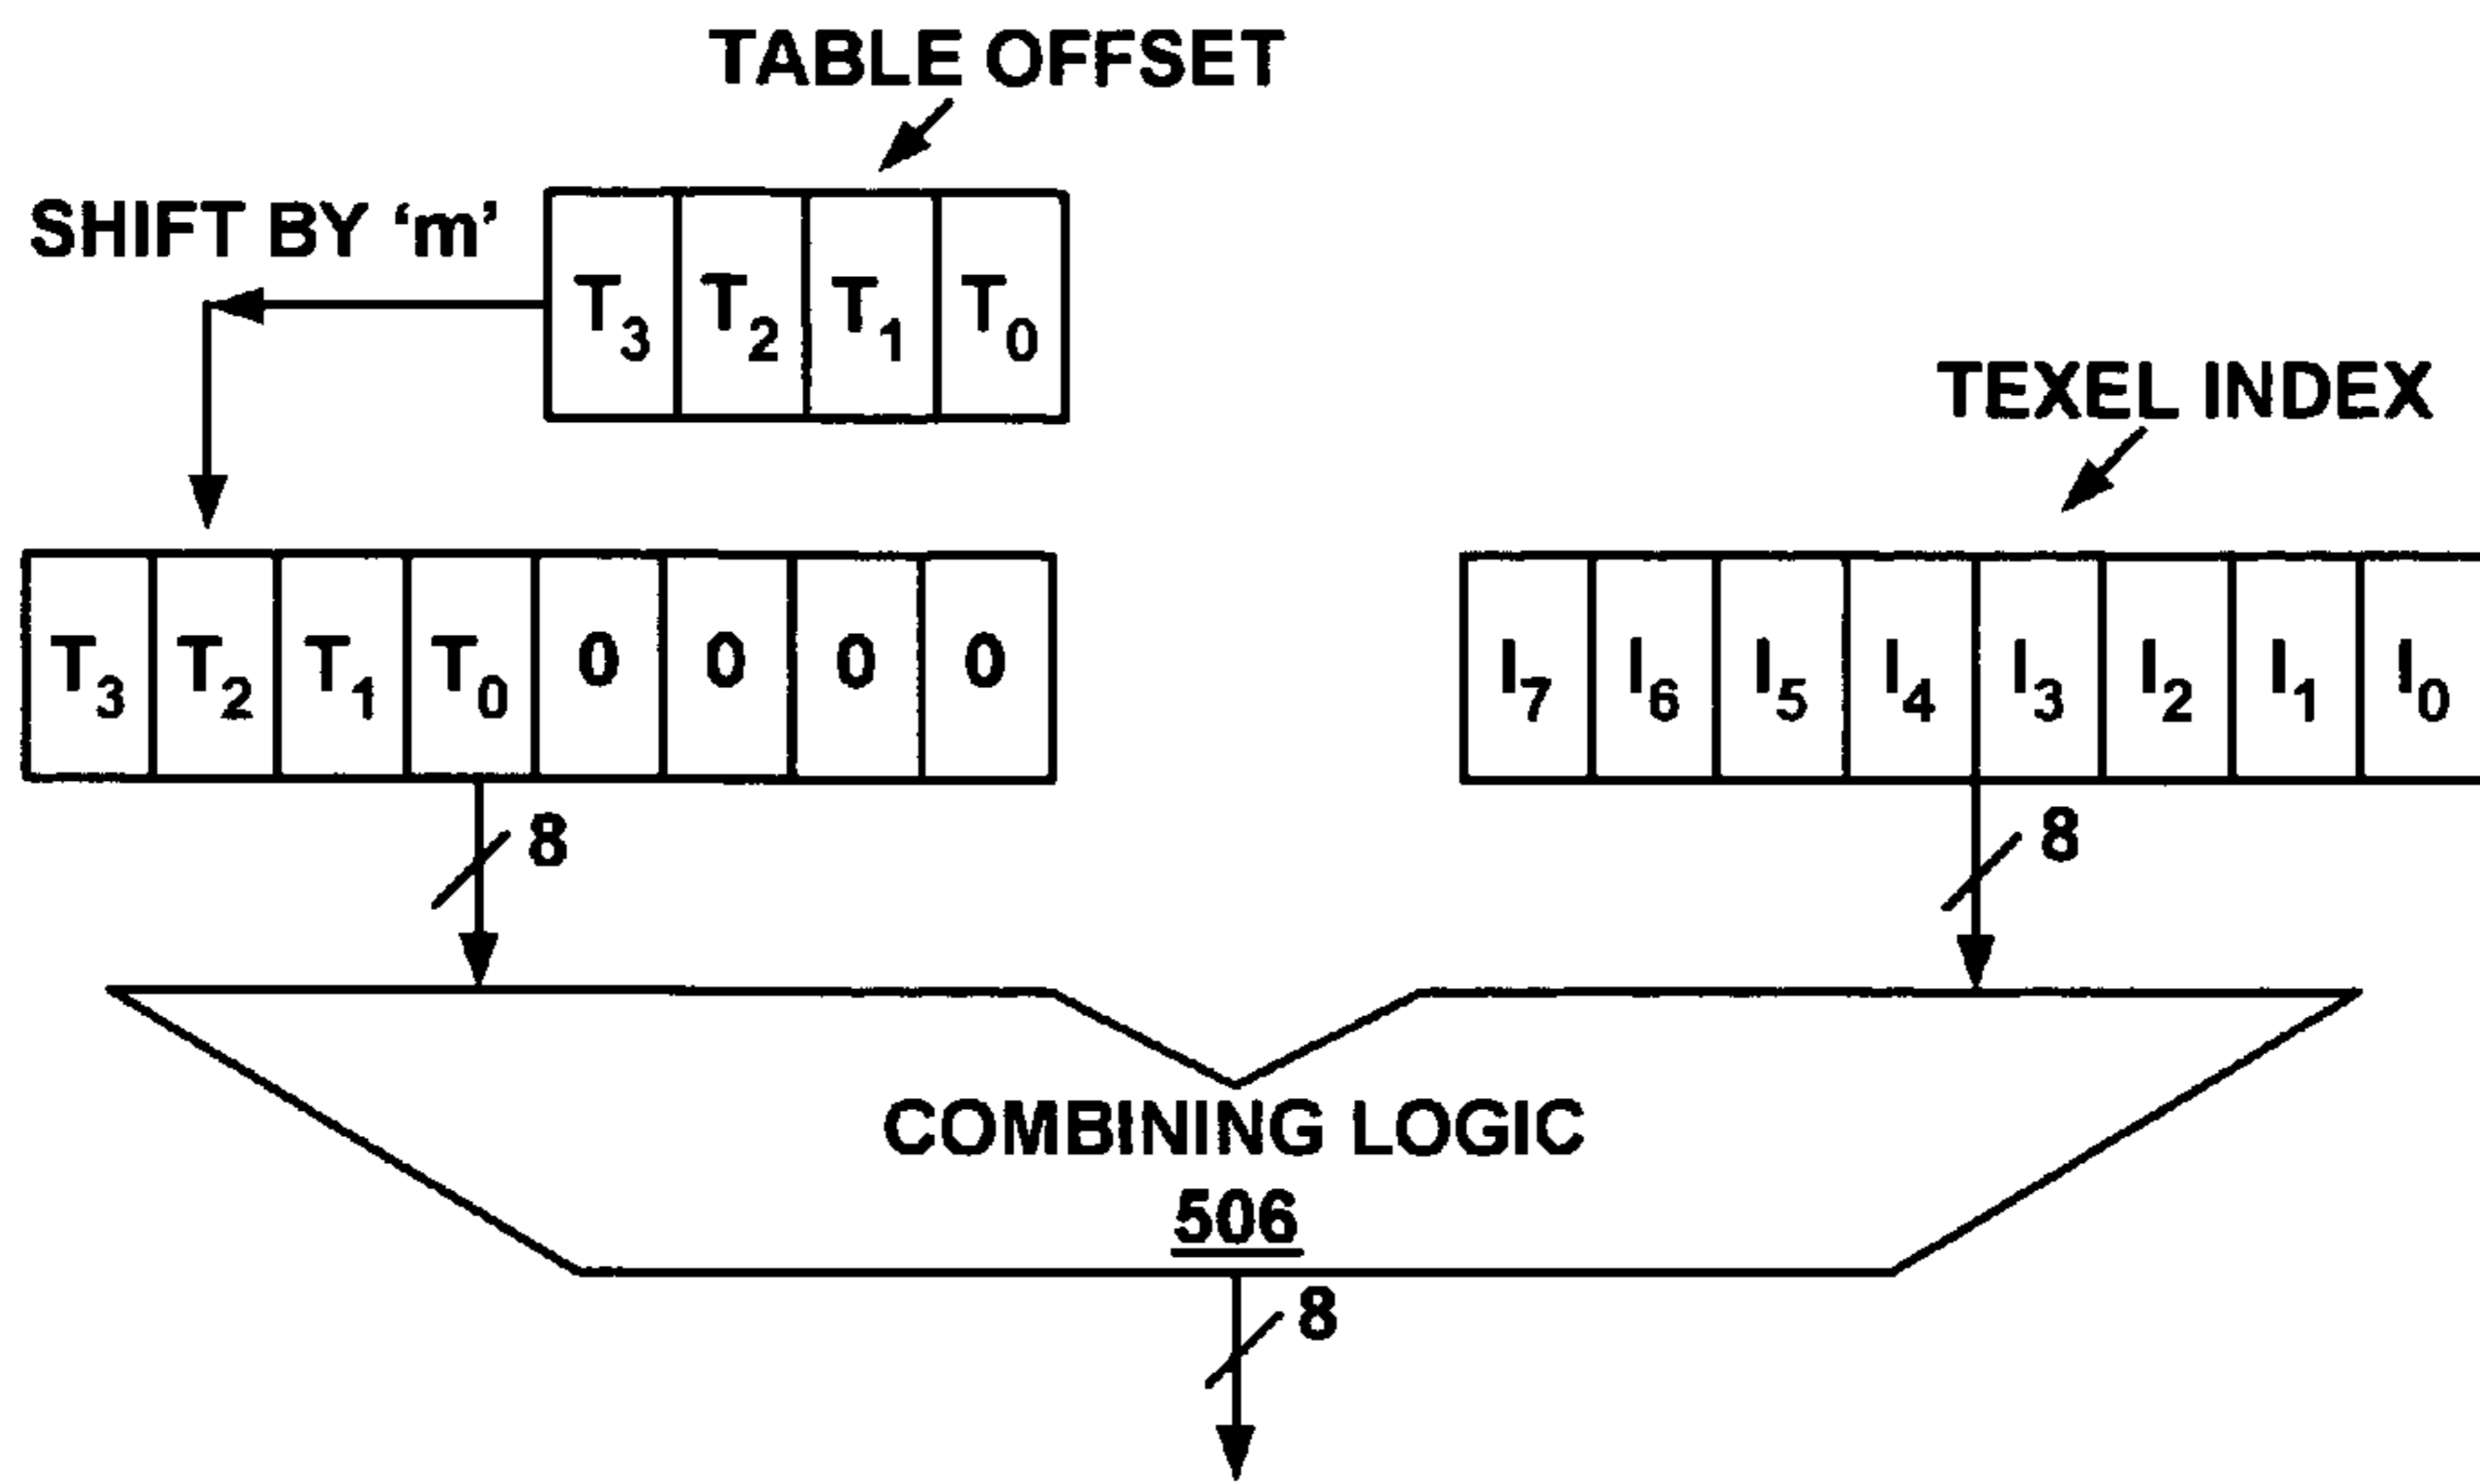 TABLE OFFSET
SHIFT BY ‘m’
T3 T2 T1 T0
TEXEL INDEX
T3 T2 T1 T0 0 0 0 0
I7 I6 I5 I4 I3 I2 I1 I0
8
8
COMBINING LOGIC
506
8